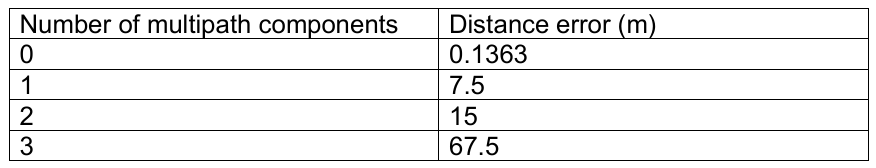 Number of multipath components Distance error (m)
0 0.1363
1 7.5
2 15
3 67.5